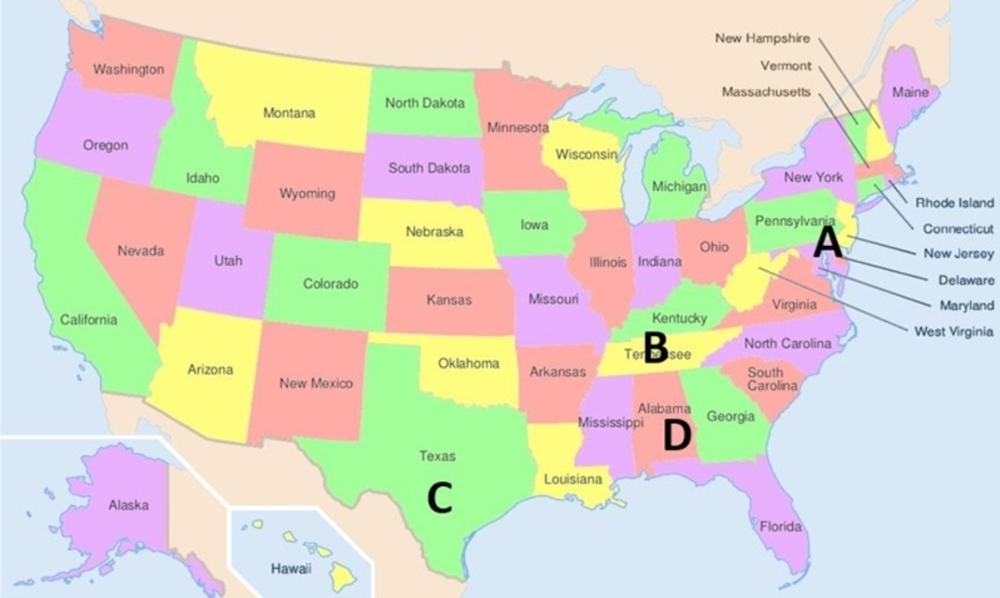 New Hampshire
Vermont
Massachusetts
Washington
Montana
North Dakota
Minnesota
Maine
Oregon
Idaho
Wyoming
South Dakota
Wisconsin
Michigan
New York
Rhode Island
Connecticut
New Jersey
Delaware
Maryland
West Virginia
Nevada
Utah
Colorado
Nebraska
Iowa
Illinois
Indiana
Ohio
Pennsylvania
A
California
Kansas
Missouri
Kentucky
Virginia
B
Tennessee
North Carolina
Arizona
New Mexico
Oklahoma
Arkansas
South
Carolina
Mississippi
Alabama
D
Georgia
Texas
C
Louisiana
Florida
Alaska
Hawaii